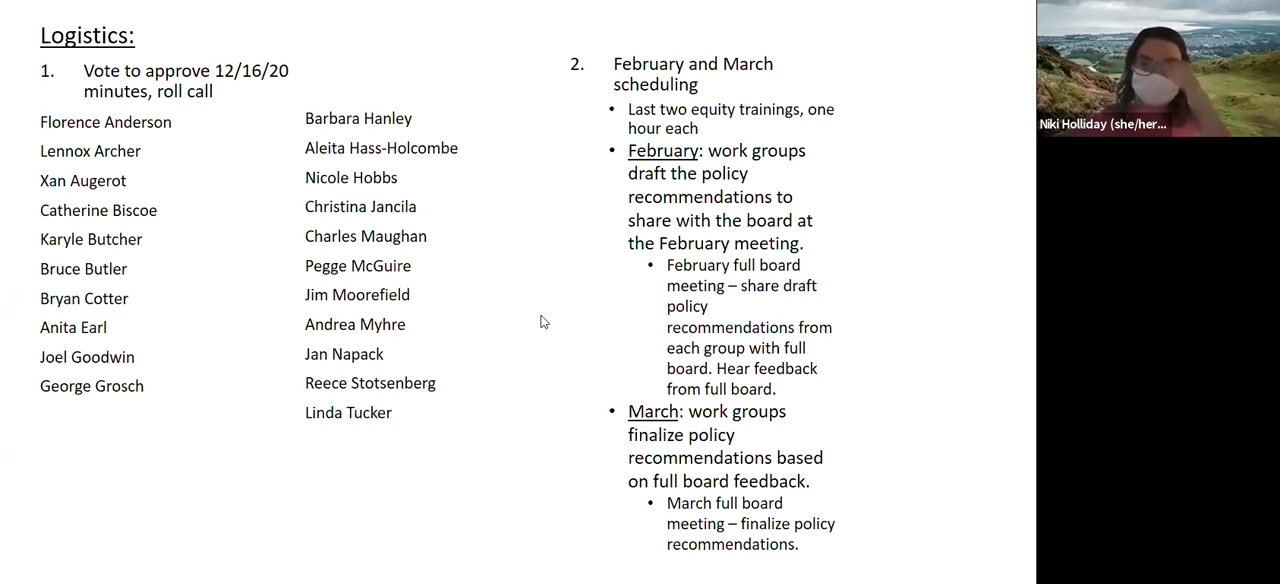 Logistics:
1. Vote to approve 12/16/20
minutes, roll call
Florence Anderson
Lennox Archer
Xan Augerot
Catherine Biscoe
Karyle Butcher
Bruce Butler
Bryan Cotter
Anita Earl
Joel Goodwin
George Grosch
Barbara Hanley
Aleita Hass-Holcombe
Nicole Hobbs
Christina Jancila
Charles Maughan
Pegge McGuire
Jim Moorefield
Andrea Myhre
Jan Napack
Reece Stotsenberg
Linda Tucker
2. February and March
scheduling
• Last two equity trainings, one
hour each
• February: work groups
draft the policy
recommendations to
share with the board at
the February meeting.
• February full board
meeting – share draft
policy
recommendations from
each group with full
board. Hear feedback
from full board.
• March: work groups
finalize policy
recommendations based
on full board feedback.
• March full board
meeting – finalize policy
recommendations.
Niki Holliday (she/her...